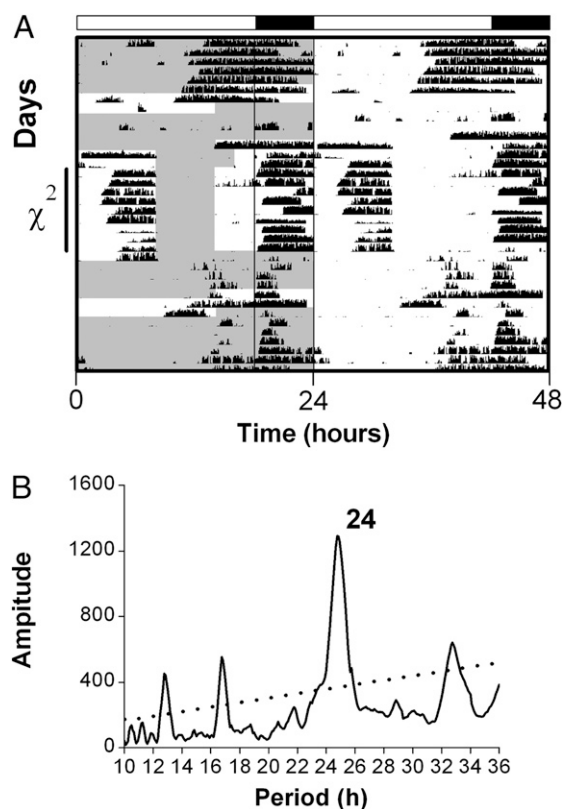 A
Days
χ²
0 24 48
Time (hours)
B
1600
1200
800
400
0
Ampitude
24
10 12 14 16 18 20 22 24 26 28 30 32 34 36
Period (h)